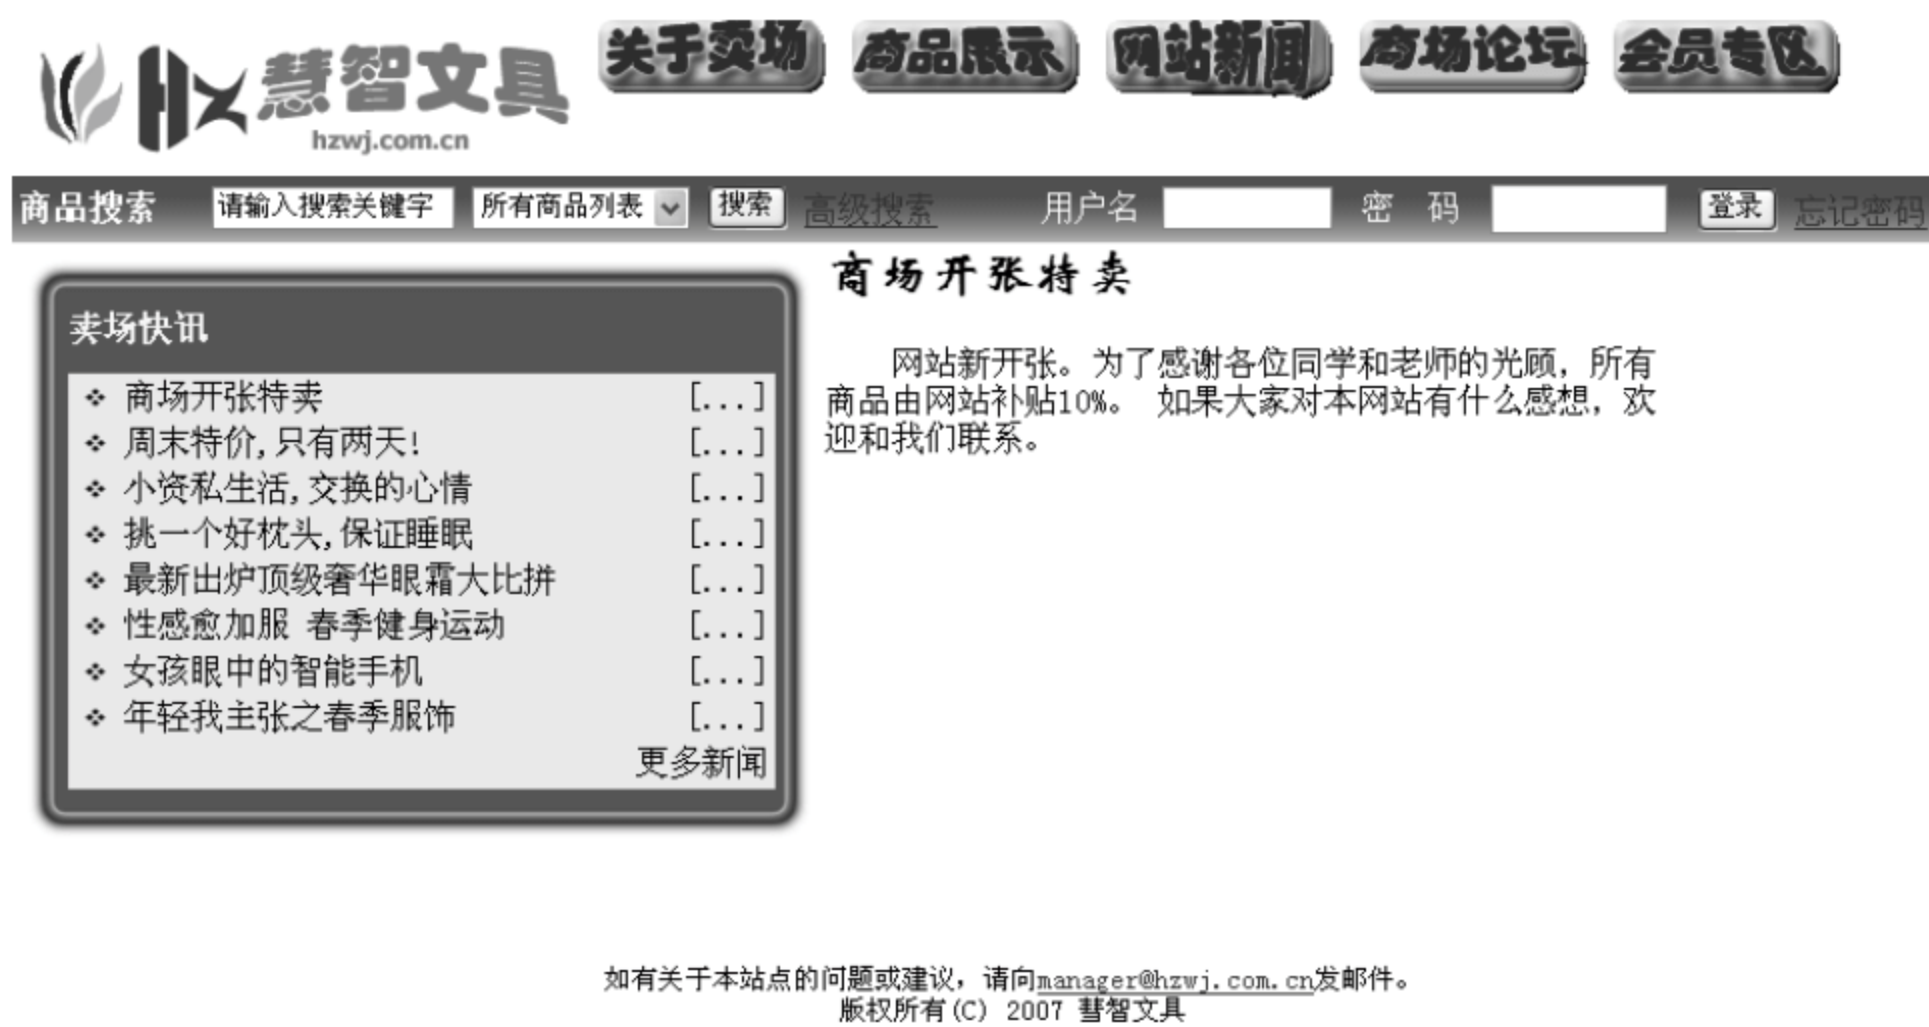 关于卖场 商品展示 网站新闻 商场论坛 会员专区
HZ 慧智文具
hzwj.com.cn
商品搜索 请输入搜索关键字 所有商品列表 搜索 高级搜索 用户名 密 码 登录 忘记密码
卖场快讯
商场开张特卖 [...]
周末特价,只有两天! [...]
小资私生活,交换的心情 [...]
挑一个好枕头,保证睡眠 [...]
最新出炉顶级奢华眼霜大比拼 [...]
性感愈加服 春季健身运动 [...]
女孩眼中的智能手机 [...]
年轻我主张之春季服饰 [...]
更多新闻
商场开张特卖
网站新开张。为了感谢各位同学和老师的光顾，所有
商品由网站补贴10%。 如果大家对本网站有什么感想，欢
迎和我们联系。
如有关于本站点的问题或建议，请向manager@hzwj.com.cn发邮件。
版权所有(C) 2007 彗智文具